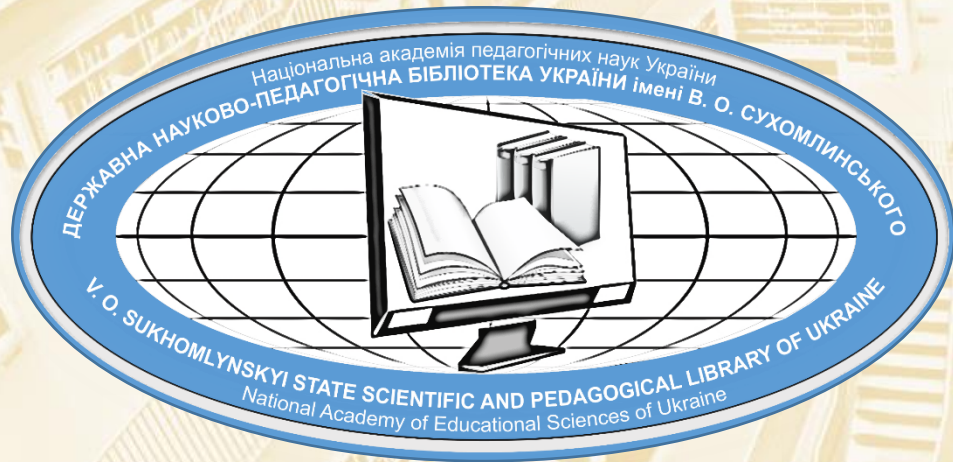 Національна академія педагогічних наук України
ДЕРЖАВНА НАУКОВО-ПЕДАГОГІЧНА БІБЛІОТЕКА УКРАЇНИ імені В. О. СУХОМЛИНСЬКОГО
V. O. SUKHOMLYNSKYI STATE SCIENTIFIC AND PEDAGOGICAL LIBRARY OF UKRAINE
National Academy of Educational Sciences of Ukraine